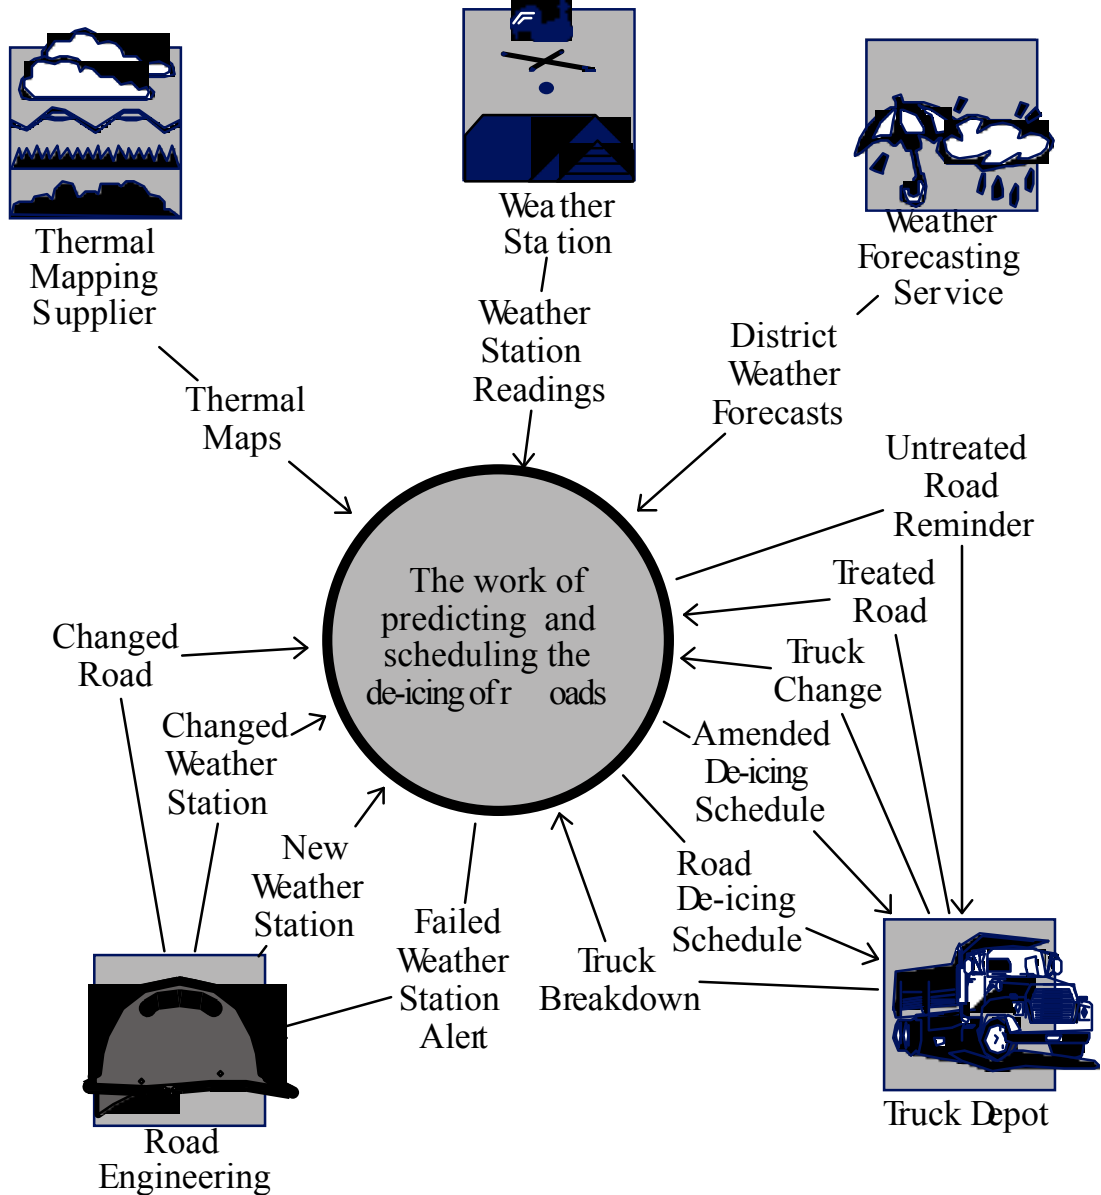 Thermal
Mapping
Supplier
Weather
Station
Weather
Forecasting
Service
Thermal
Maps
Weather
Station
Readings
District
Weather
Forecasts
Untreated
Road
Reminder
Treated
Road
Truck
Change
The work of
predicting and
scheduling the
de-icing of roads
Changed
Road
Changed
Weather
Station
New
Weather
Station
Failed
Weather
Station
Alert
Truck
Breakdown
Amended
De-icing
Schedule
Road
De-icing
Schedule
Road
Engineering
Truck Depot